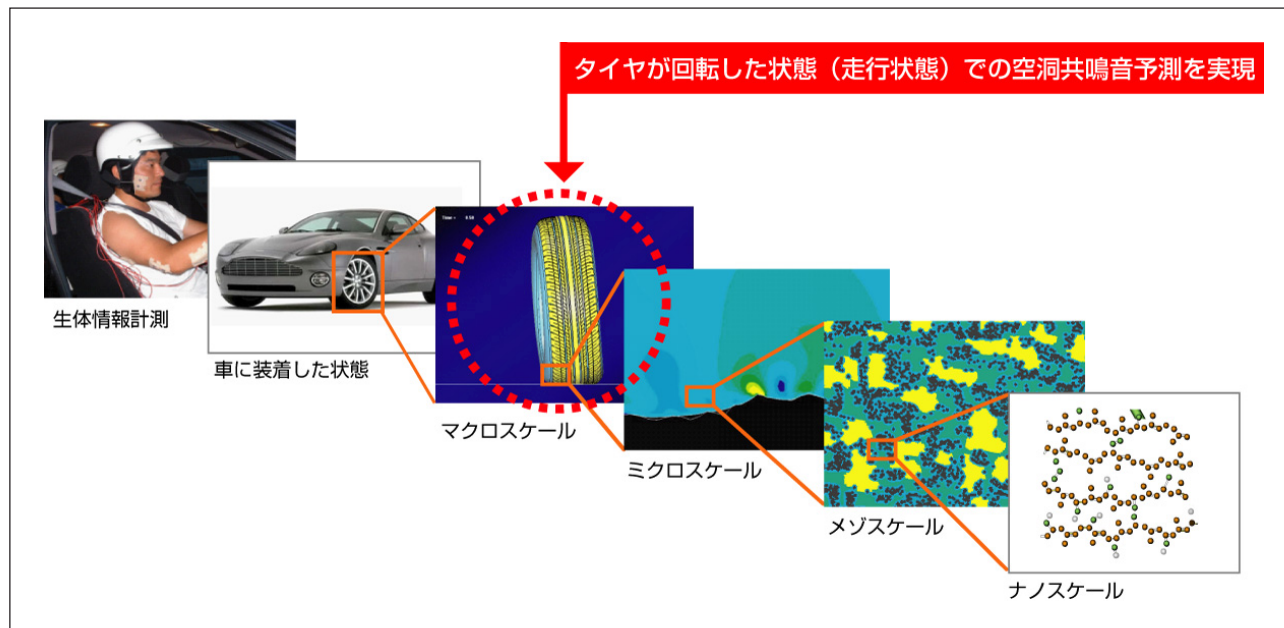 タイヤが回転した状態（走行状態）での空洞共鳴音予測を実現
生体情報計測
車に装着した状態
マクロスケール
ミクロスケール
メゾスケール
ナノスケール